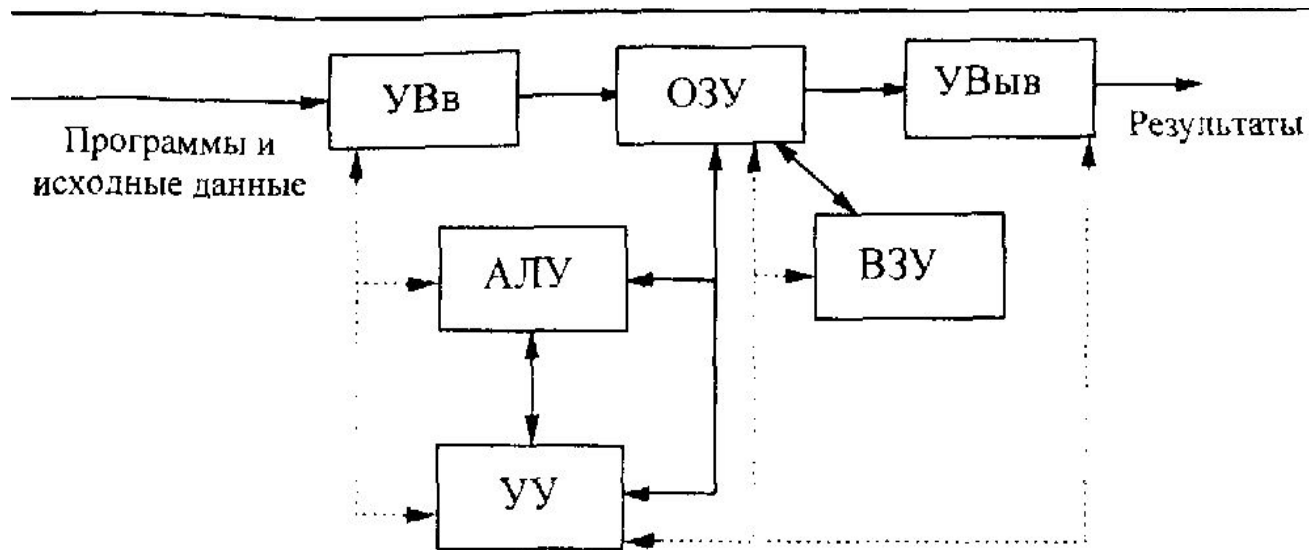 УВв
ОЗУ
УВыв
Программы и
исходные данные
Результаты
АЛУ
ВЗУ
УУ